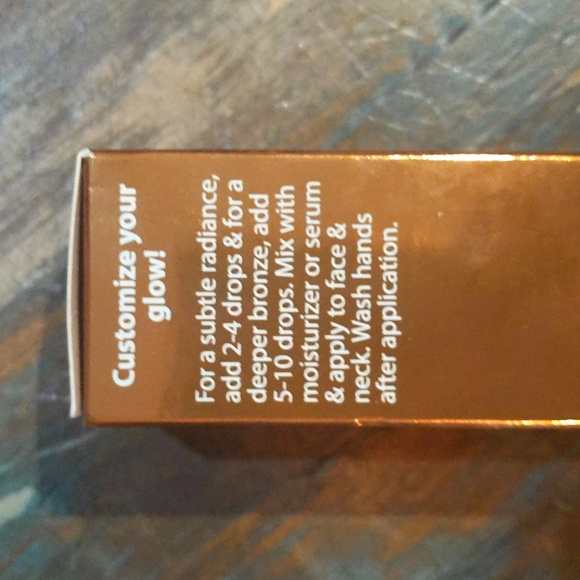 Customize your
glow!
For a subtle radiance,
add 2-4 drops & for a
deeper bronze, add
5-10 drops. Mix with
moisturizer or serum
& apply to face &
neck. Wash hands
after application.